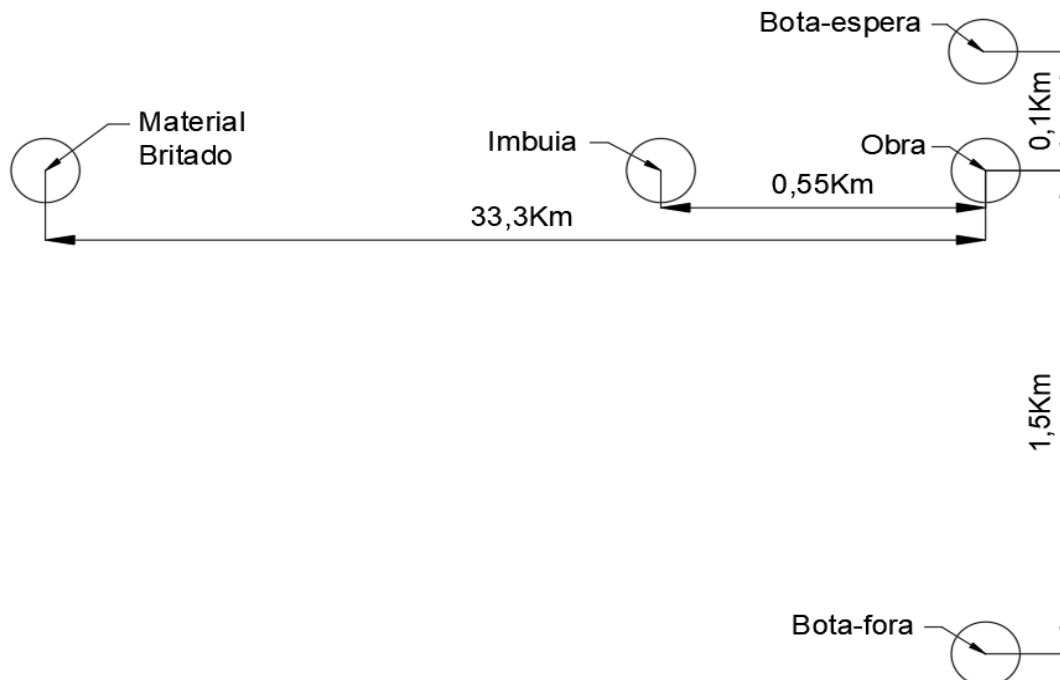 Bota-espera
0,1Km
Material
Britado
Imbuia
Obra
0,55Km
33,3Km
1,5Km
Bota-fora